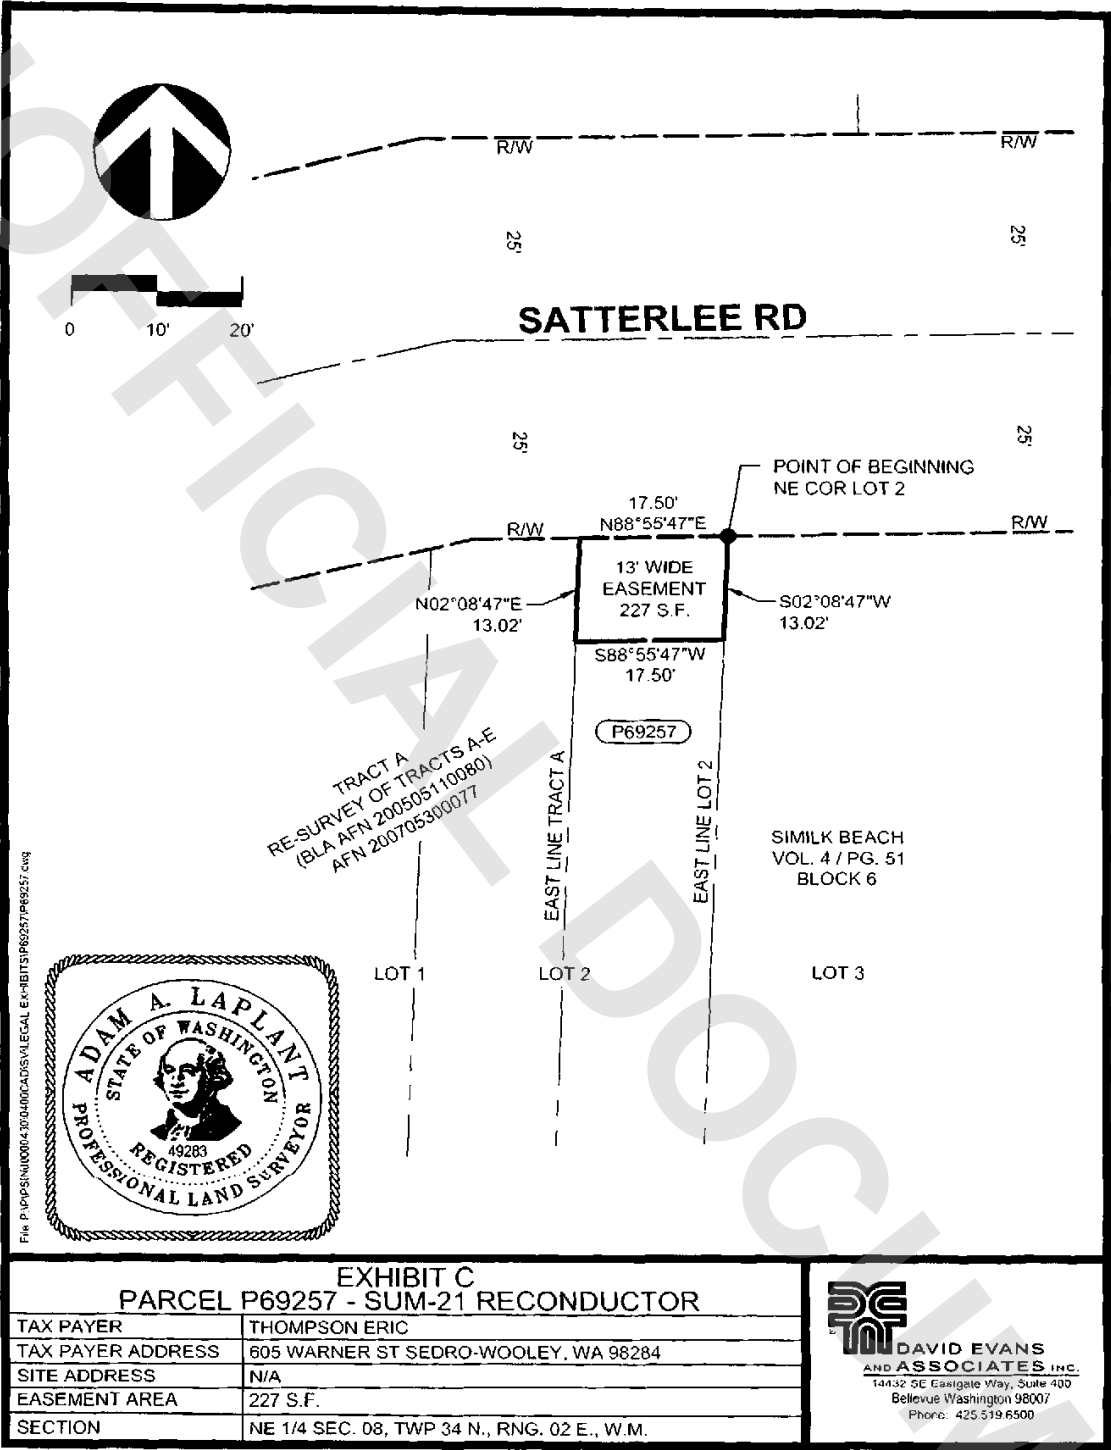 R/W
R/W
25'
25'
0 10' 20'
SATTERLEE RD
25'
25'
POINT OF BEGINNING
NE COR LOT 2
17.50'
N88°55'47"E
R/W
R/W
13' WIDE
EASEMENT
227 S.F.
N02°08'47"E
13.02'
S02°08'47"W
13.02'
S88°55'47"W
17.50'
P69257
TRACT A
RE-SURVEY OF TRACTS A-E
(BLA AFN 200505110080)
AFN 200705300077
EAST LINE TRACT A
EAST LINE LOT 2
SIMILK BEACH
VOL. 4 / PG. 51
BLOCK 6
LOT 1
LOT 2
LOT 3
ADAM A. LAPLANT
STATE OF WASHINGTON
49283
REGISTERED
PROFESSIONAL LAND SURVEYOR
EXHIBIT C
PARCEL P69257 - SUM-21 RECONDUCTOR
TAX PAYER THOMPSON ERIC
TAX PAYER ADDRESS 605 WARNER ST SEDRO-WOOLEY, WA 98284
SITE ADDRESS N/A
EASEMENT AREA 227 S.F.
SECTION NE 1/4 SEC. 08, TWP 34 N., RNG. 02 E., W.M.
DAVID EVANS
AND ASSOCIATES INC.
14432 SE Eastgate Way, Suite 400
Bellevue Washington 98007
Phone: 425.519.6500